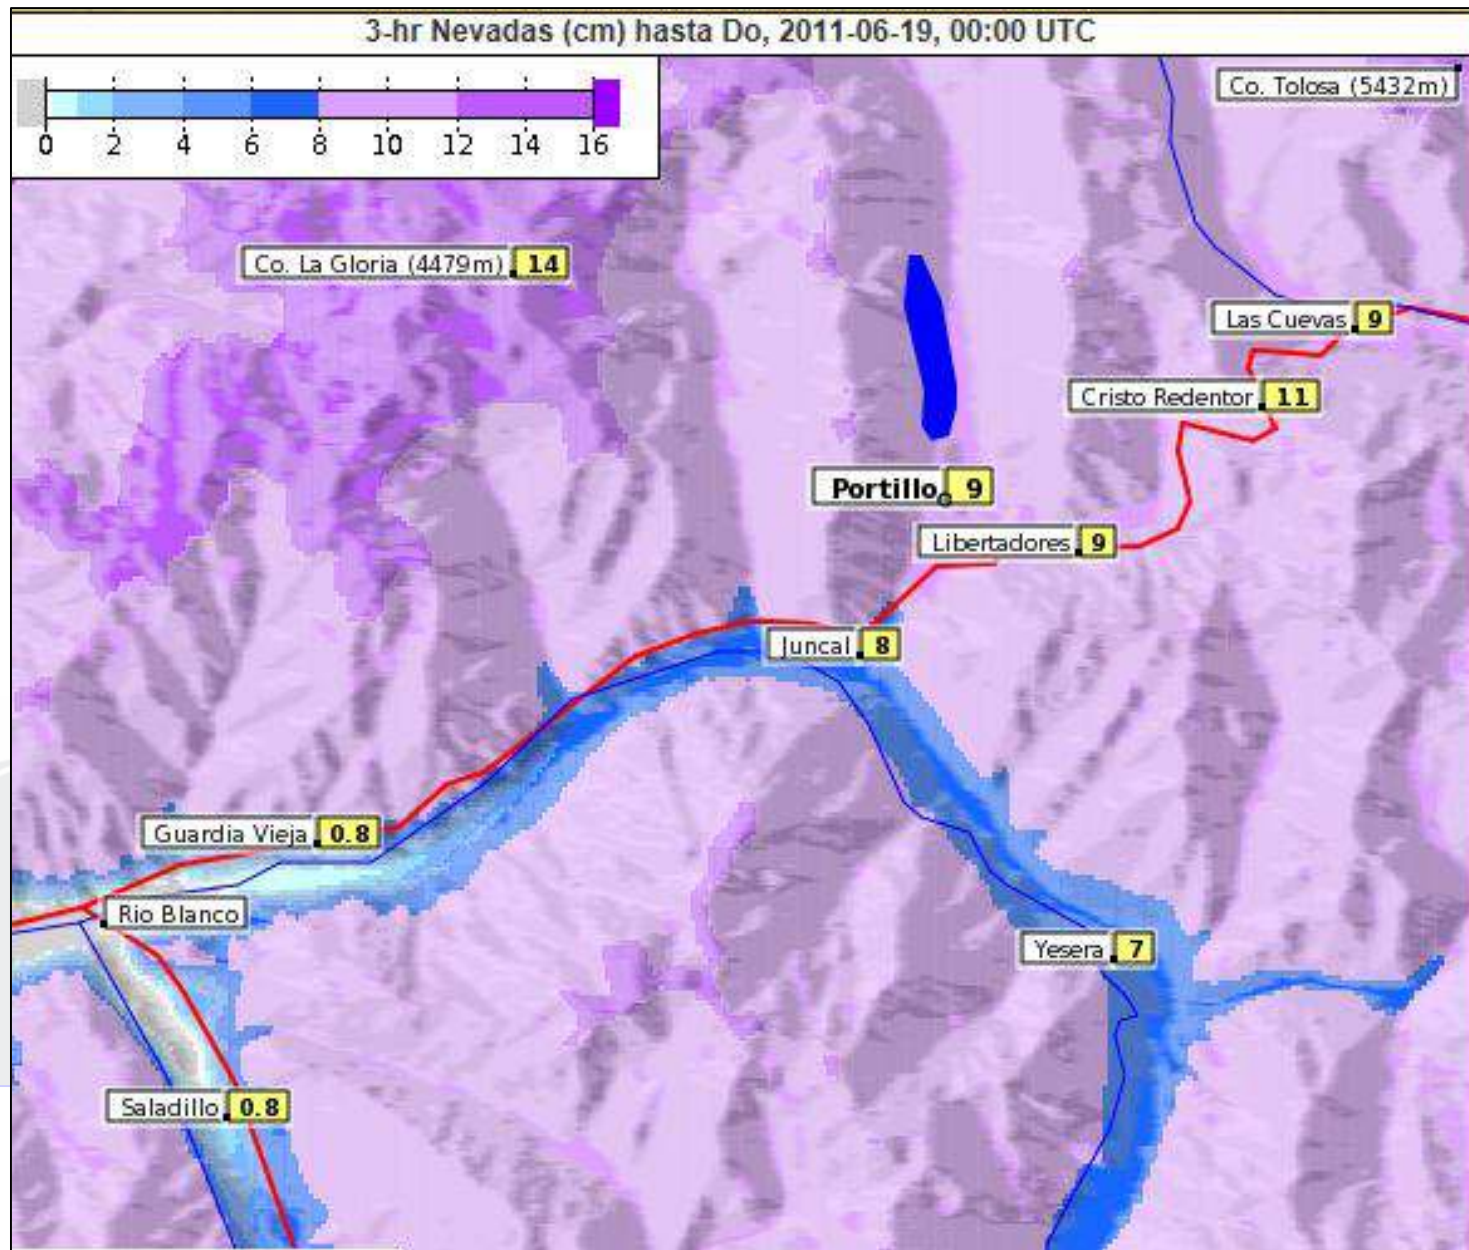 3-hr Nevadas (cm) hasta Do, 2011-06-19, 00:00 UTC
0 2 4 6 8 10 12 14 16
Co. Tolosa (5432m)
Co. La Gloria (4479m) 14
Las Cuevas 9
Cristo Redentor 11
Portillo 9
Libertadores 9
Juncal 8
Guardia Vieja 0.8
Rio Blanco
Yesera 7
Saladillo 0.8